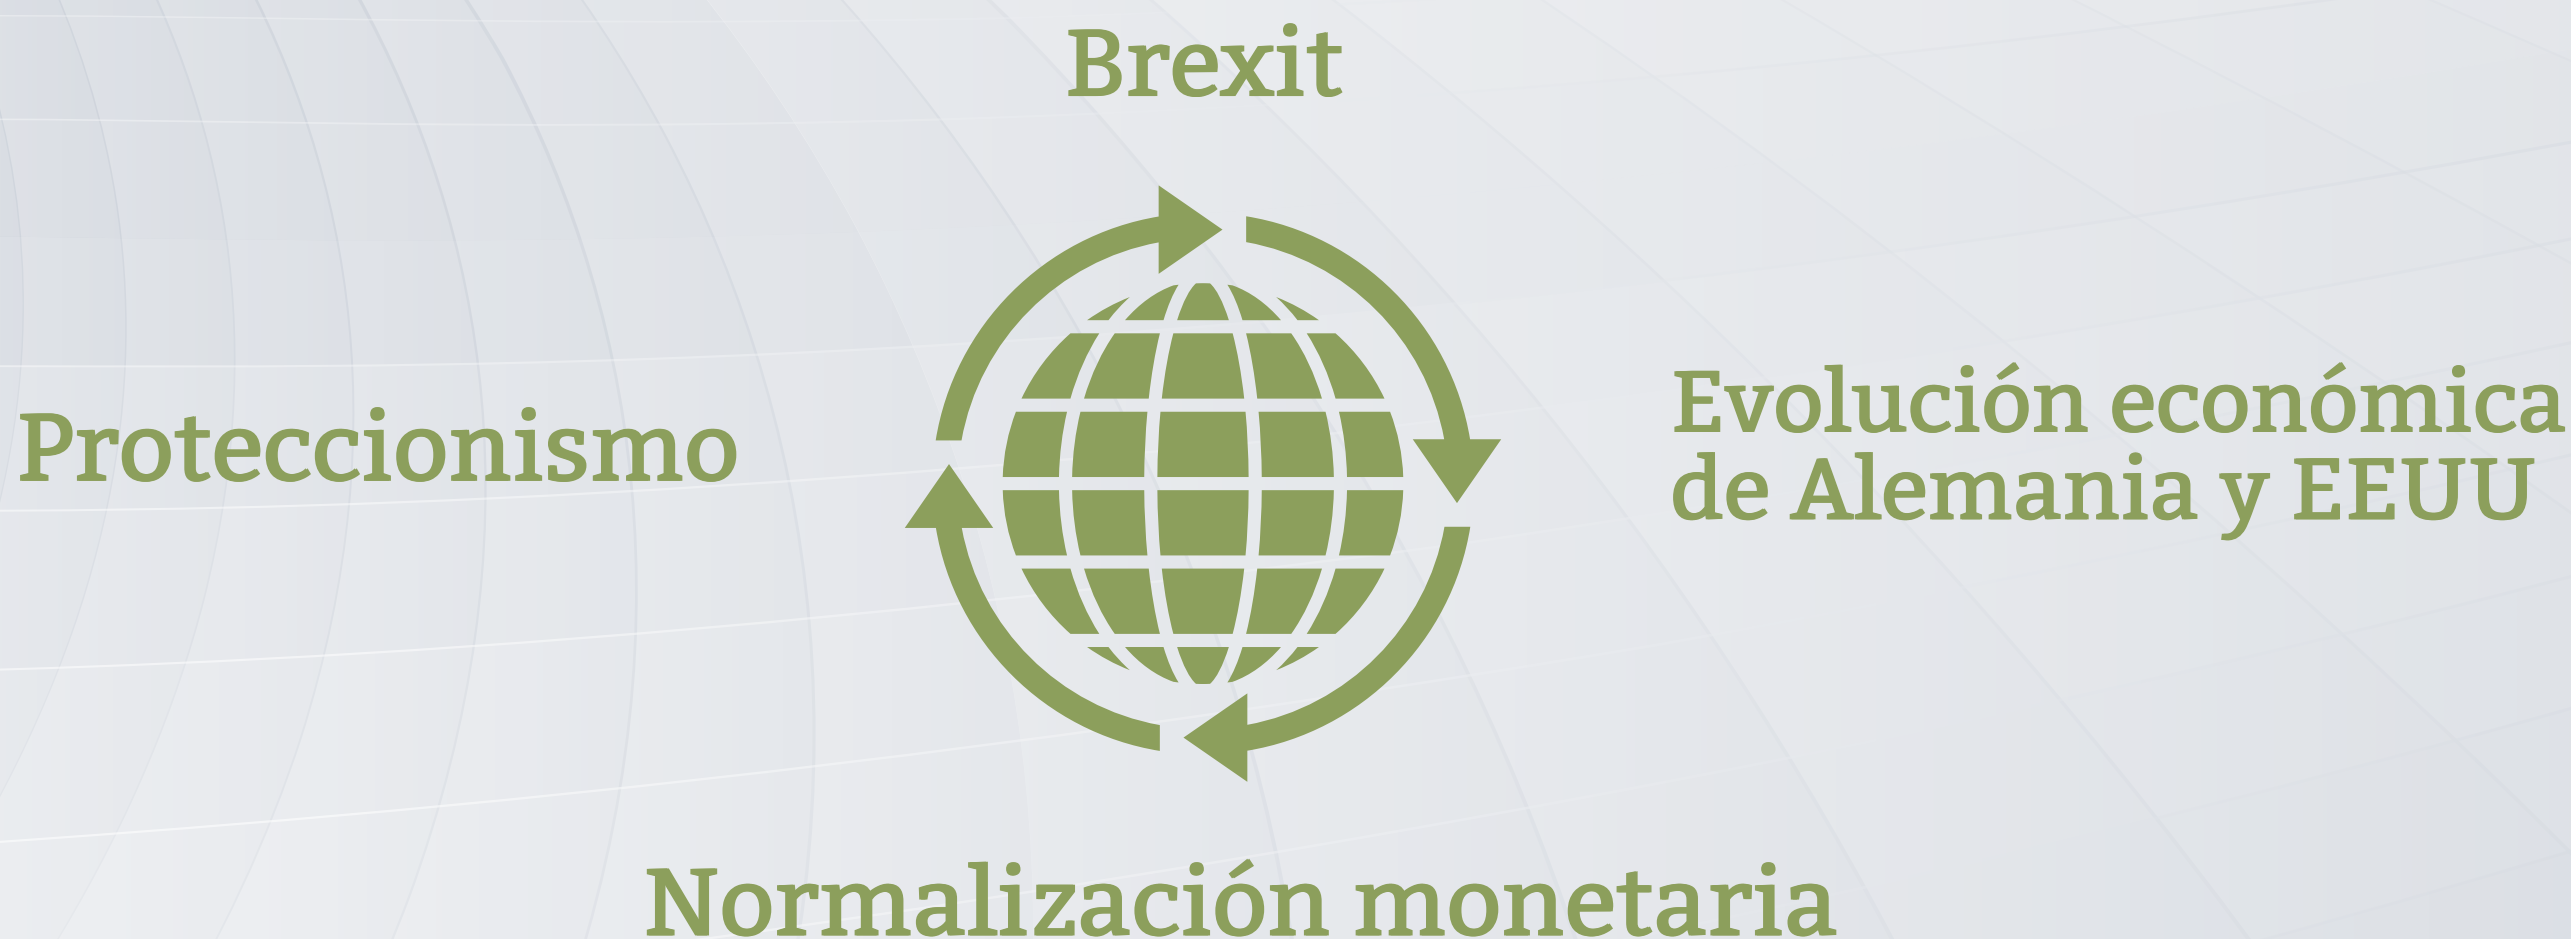 Brexit
Proteccionismo
Evolución económica
de Alemania y EEUU
Normalización monetaria